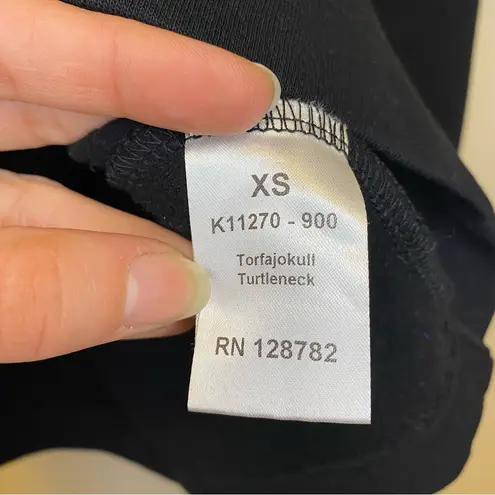 XS
K11270 - 900
Torfajokull
Turtleneck
RN 128782